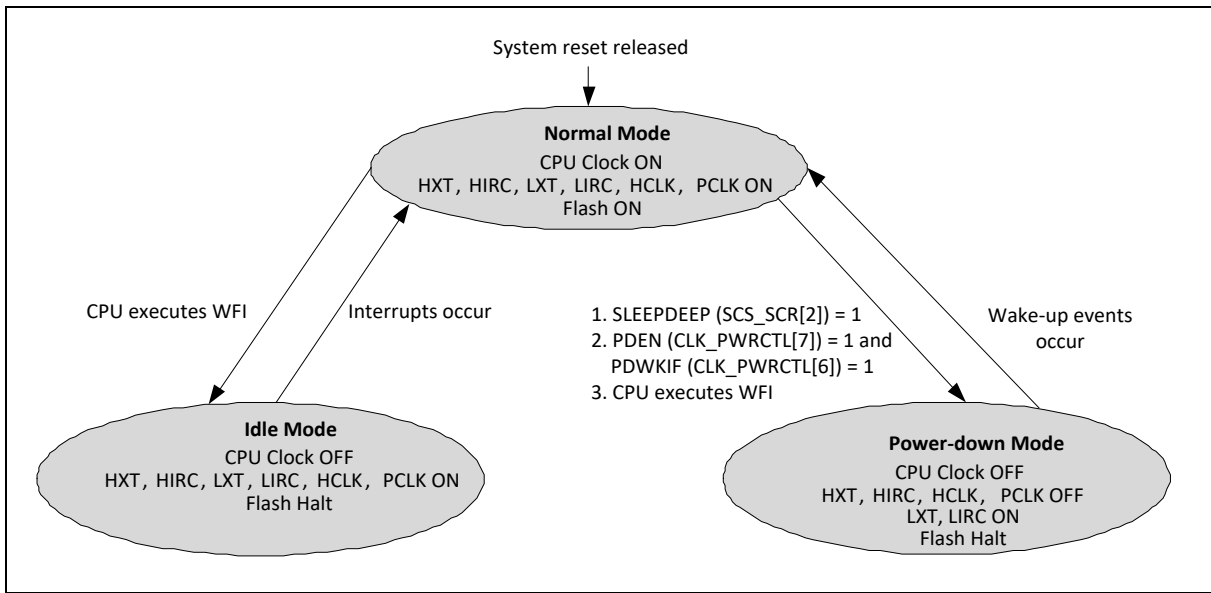 System reset released
Normal Mode
CPU Clock ON
HXT, HIRC, LXT, LIRC, HCLK, PCLK ON
Flash ON
CPU executes WFI
Interrupts occur
1. SLEEPDEEP (SCS_SCR[2]) = 1
2. PDEN (CLK_PWRCTL[7]) = 1 and
PDWKIF (CLK_PWRCTL[6]) = 1
3. CPU executes WFI
Wake-up events
occur
Idle Mode
CPU Clock OFF
HXT, HIRC, LXT, LIRC, HCLK, PCLK ON
Flash Halt
Power-down Mode
CPU Clock OFF
HXT, HIRC, HCLK, PCLK OFF
LXT, LIRC ON
Flash Halt